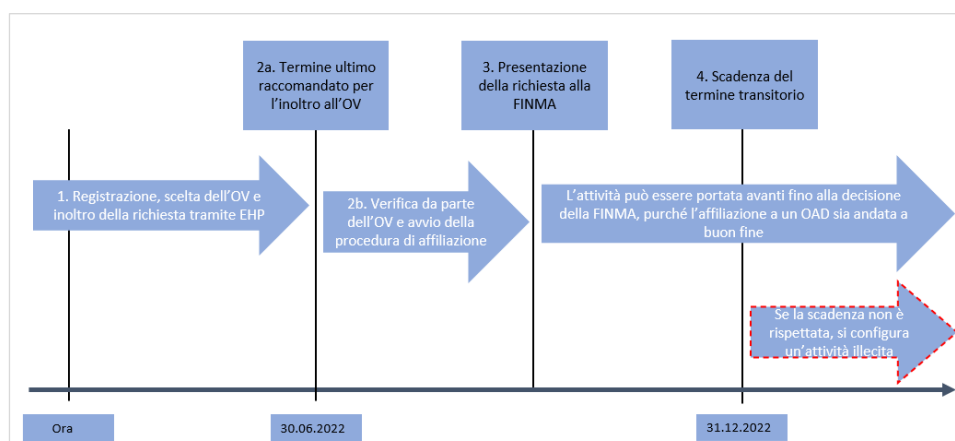 2a. Termine ultimo
raccomandato per
l'inoltro all'OV
3. Presentazione
della richiesta alla
FINMA
4. Scadenza del
termine transitorio
1. Registrazione, scelta dell'OV e
inoltro della richiesta tramite EHP
2b. Verifica da parte
dell'OV e avvio della
procedura di affiliazione
L'attività può essere portata avanti fino alla decisione
della FINMA, purché l'affiliazione a un OAD sia andata a
buon fine
Se la scadenza non è
rispettata, si configura
un'attività illecita
Ora
30.06.2022
31.12.2022